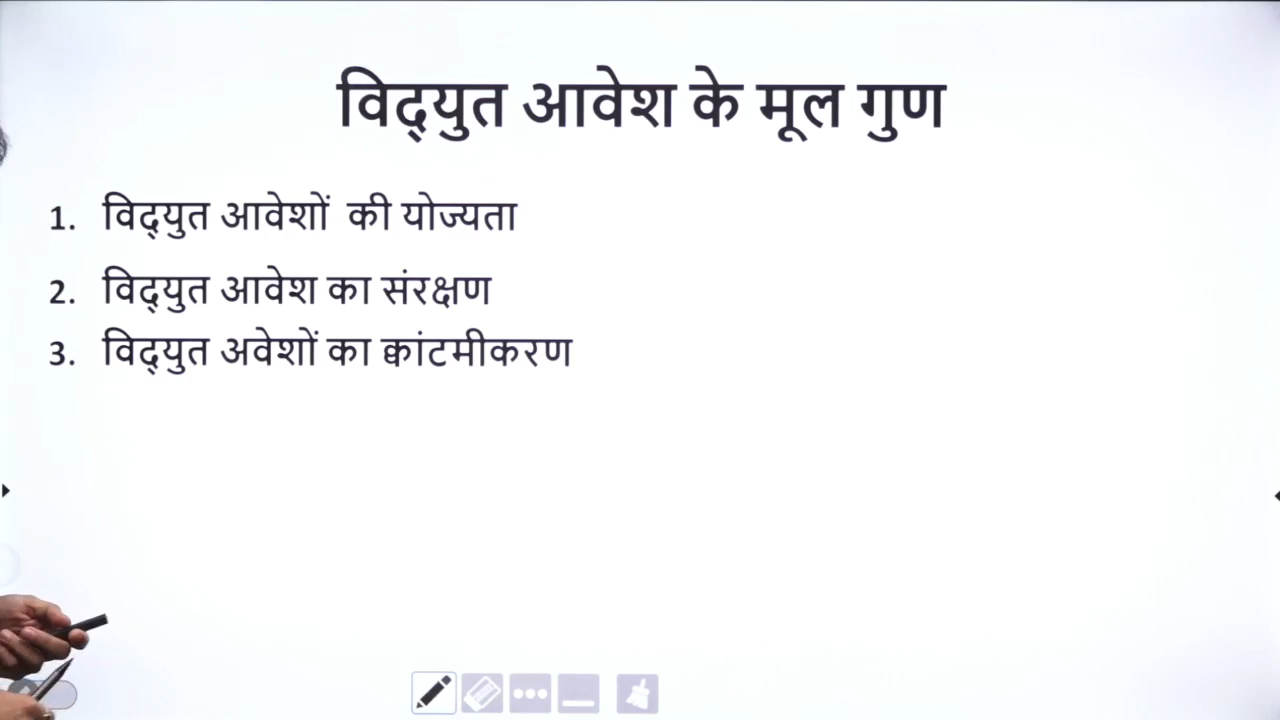 विद्युत आवेश के मूल गुण
1. विद्युत आवेशों की योज्यता
2. विद्युत आवेश का संरक्षण
3. विद्युत अवेशों का क्वांटमीकरण